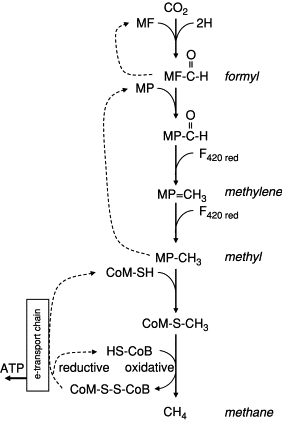 CO2
MF 2H
O
MF-C-H formyl
MP
O
MP-C-H
F420 red
MP=CH3 methylene
F420 red
MP-CH3 methyl
CoM-SH
CoM-S-CH3
e-transport chain
HS-CoB
ATP reductive oxidative
CoM-S-S-CoB
CH4 methane